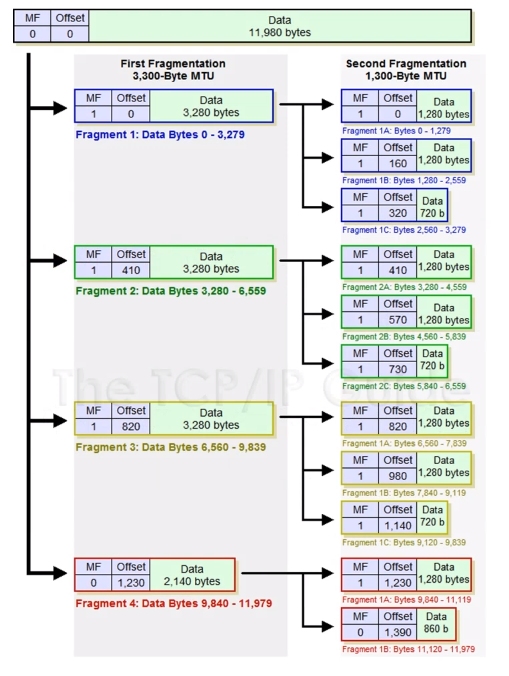 MF Offset Data
0 0 11,980 bytes
First Fragmentation
3,300-Byte MTU
MF Offset Data
1 0 3,280 bytes
Fragment 1: Data Bytes 0 - 3,279
MF Offset Data
1 410 3,280 bytes
Fragment 2: Data Bytes 3,280 - 6,559
MF Offset Data
1 820 3,280 bytes
Fragment 3: Data Bytes 6,560 - 9,839
MF Offset Data
0 1,230 2,140 bytes
Fragment 4: Data Bytes 9,840 - 11,979
Second Fragmentation
1,300-Byte MTU
MF Offset Data
1 0 1,280 bytes
Fragment 1A: Bytes 0 - 1,279
MF Offset Data
1 160 1,280 bytes
Fragment 1B: Bytes 1,280 - 2,559
MF Offset Data
1 320 720 b
Fragment 1C: Bytes 2,560 - 3,279
MF Offset Data
1 410 1,280 bytes
Fragment 2A: Bytes 3,280 - 4,559
MF Offset Data
1 570 1,280 bytes
Fragment 2B: Bytes 4,560 - 5,839
MF Offset Data
1 730 720 b
Fragment 2C: Bytes 5,840 - 6,559
MF Offset Data
1 820 1,280 bytes
Fragment 1A: Bytes 6,560 - 7,839
MF Offset Data
1 980 1,280 bytes
Fragment 1B: Bytes 7,840 - 9,119
MF Offset Data
1 1,140 720 b
Fragment 1C: Bytes 9,120 - 9,839
MF Offset Data
1 1,230 1,280 bytes
Fragment 1A: Bytes 9,840 - 11,119
MF Offset Data
0 1,390 860 b
Fragment 1B: Bytes 11,120 - 11,979
The TCP/IP Guide